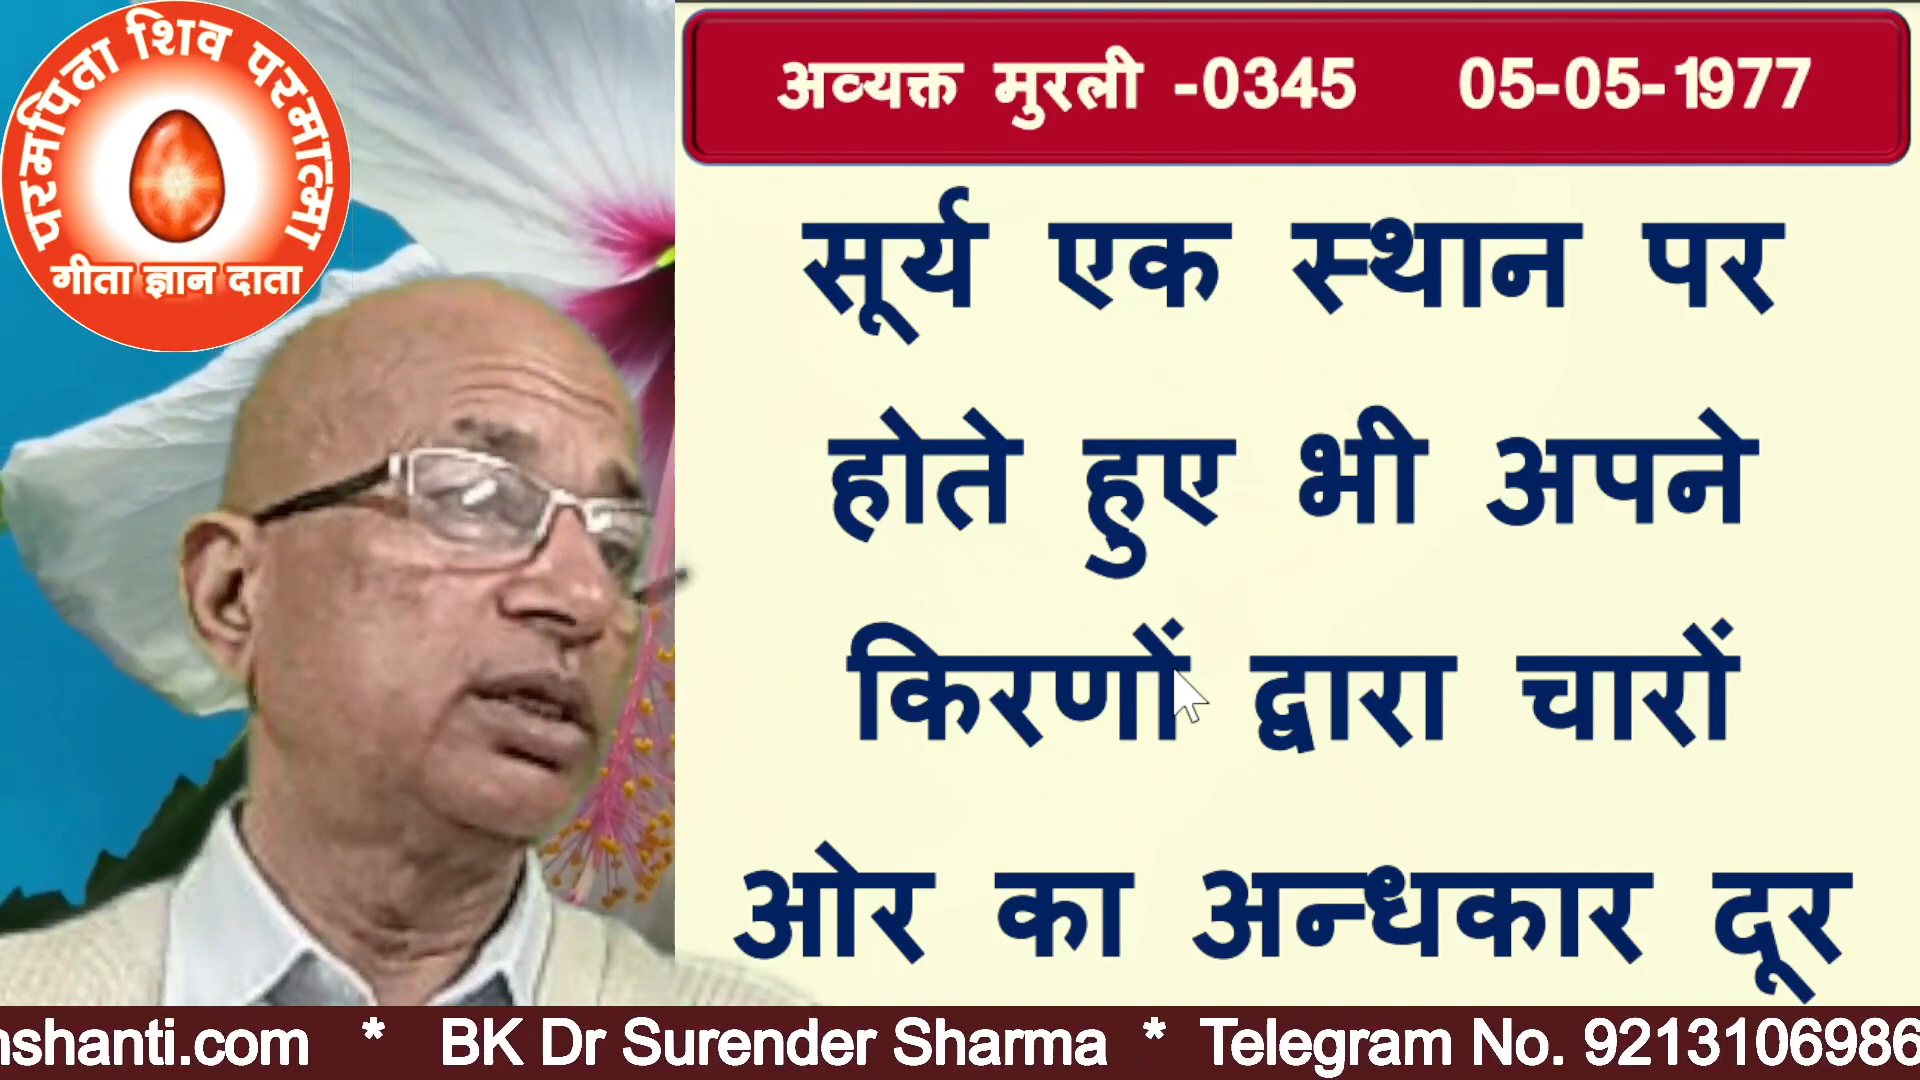 परमपिता शिव परमात्मा
गीता ज्ञान दाता
अव्यक्त मुरली -0345 05-05-1977
सूर्य एक स्थान पर
होते हुए भी अपने
किरणों द्वारा चारों
ओर का अन्धकार दूर
nshanti.com * BK Dr Surender Sharma * Telegram No. 9213106986